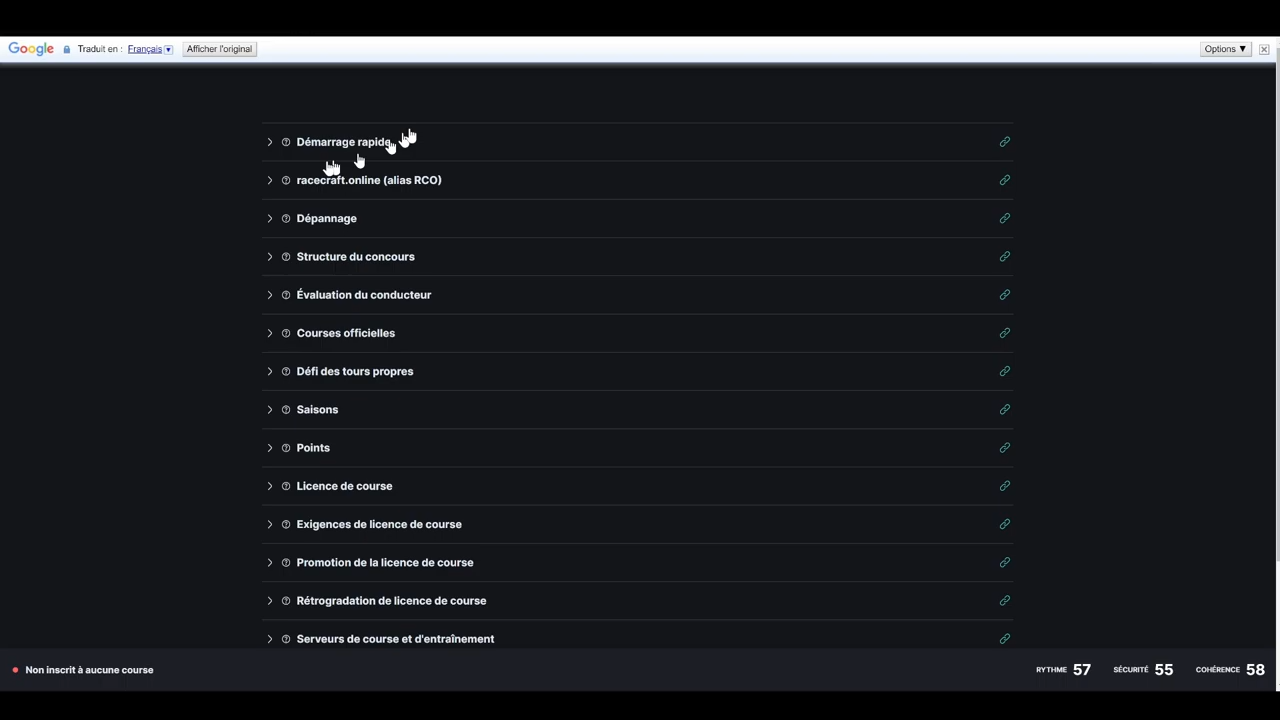 Google Traduit en : Français Afficher l'original Options ▼
Démarrage rapide
racecraft.online (alias RCO)
Dépannage
Structure du concours
Évaluation du conducteur
Courses officielles
Défi des tours propres
Saisons
Points
Licence de course
Exigences de licence de course
Promotion de la licence de course
Rétrogradation de licence de course
Serveurs de course et d'entraînement
Non inscrit à aucune course RYTHME 57 SÉCURITÉ 55 COHÉRENCE 58